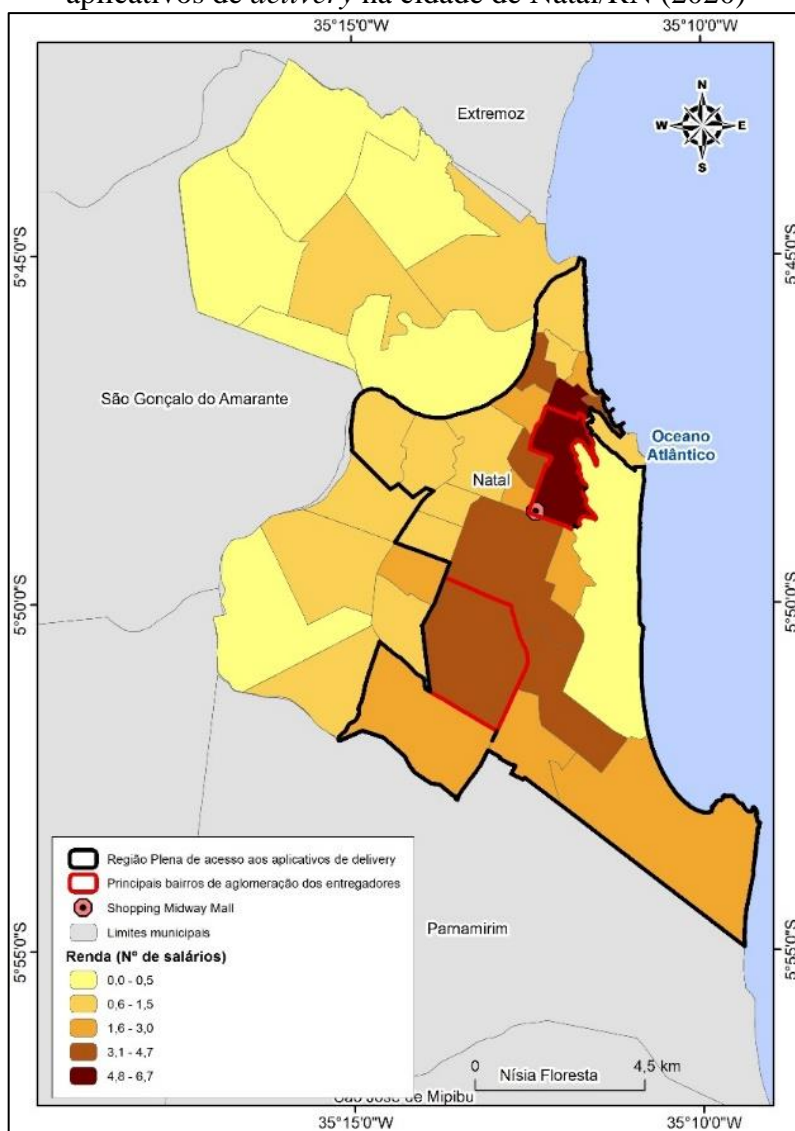 aplicativos de delivery na cidade de Natal/RN (2020)
35°15'0"W
35°10'0"W
N
W
E
S
Extremoz
5°45'0"S
5°45'0"S
São Gonçalo do Amarante
Oceano
Atlântico
Natal
5°50'0"S
5°50'0"S
Região Plena de acesso aos aplicativos de delivery
Principais bairros de aglomeração dos entregadores
Shopping Midway Mall
Limites municipais
Renda (Nº de salários)
0,0 - 0,5
0,6 - 1,5
1,6 - 3,0
3,1 - 4,7
4,8 - 6,7
Parnamirim
5°55'0"S
5°55'0"S
0
4,5 km
Nísia Floresta
São José de Mipibu
35°15'0"W
35°10'0"W